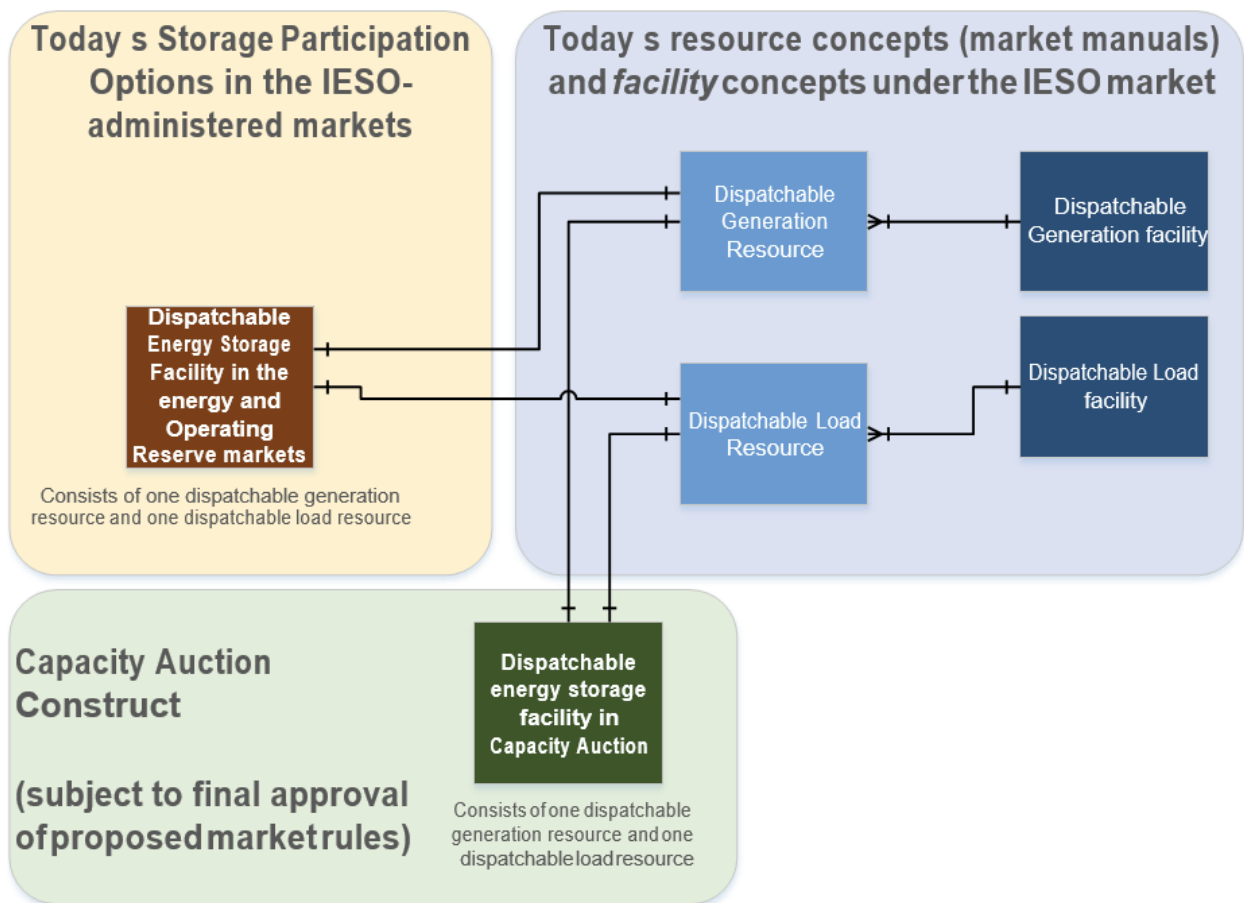 Today s Storage Participation
Options in the IESO-
administered markets
Dispatchable
Energy Storage
Facility in the
energy and
Operating
Reserve markets
Consists of one dispatchable generation
resource and one dispatchable load resource
Today s resource concepts (market manuals)
and facility concepts under the IESO market
Dispatchable
Generation
Resource
Dispatchable
Generation facility
Dispatchable Load
Resource
Dispatchable Load
facility
Capacity Auction
Construct
(subject to final approval
of proposed market rules)
Dispatchable
energy storage
facility in
Capacity Auction
Consists of one dispatchable
generation resource and one
dispatchable load resource